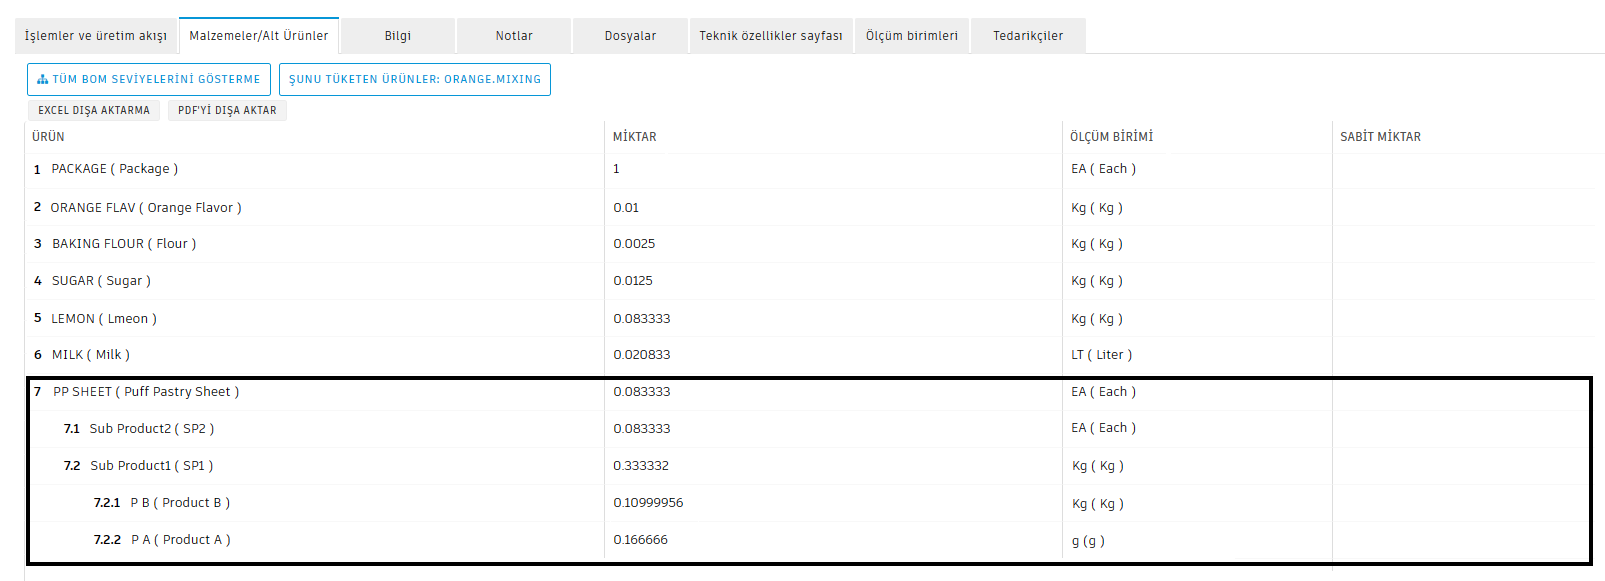 İşlemler ve üretim akışı Malzemeler/Alt Ürünler Bilgi Notlar Dosyalar Teknik özellikler sayfası Ölçüm birimleri Tedarikçiler
TÜM BOM SEVİYELERİNİ GÖSTERME ŞUNU TÜKETEN ÜRÜNLER: ORANGE.MIXING
EXCEL DIŞA AKTARMA PDF'Yİ DIŞA AKTAR
ÜRÜN MİKTAR ÖLÇÜM BİRİMİ SABİT MİKTAR
1 PACKAGE ( Package ) 1 EA ( Each )
2 ORANGE FLAV ( Orange Flavor ) 0.01 Kg ( Kg )
3 BAKING FLOUR ( Flour ) 0.0025 Kg ( Kg )
4 SUGAR ( Sugar ) 0.0125 Kg ( Kg )
5 LEMON ( Lmeon ) 0.083333 Kg ( Kg )
6 MILK ( Milk ) 0.020833 LT ( Liter )
7 PP SHEET ( Puff Pastry Sheet ) 0.083333 EA ( Each )
7.1 Sub Product2 ( SP2 ) 0.083333 EA ( Each )
7.2 Sub Product1 ( SP1 ) 0.333332 Kg ( Kg )
7.2.1 P B ( Product B ) 0.10999956 Kg ( Kg )
7.2.2 P A ( Product A ) 0.166666 g (g )